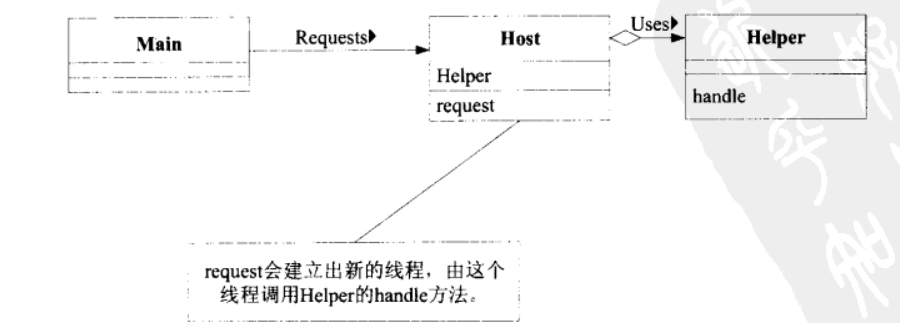 Main
Requests
Host
Helper
request
Uses
Helper
handle
request会建立出新的线程，由这个
线程调用Helper的handle方法。